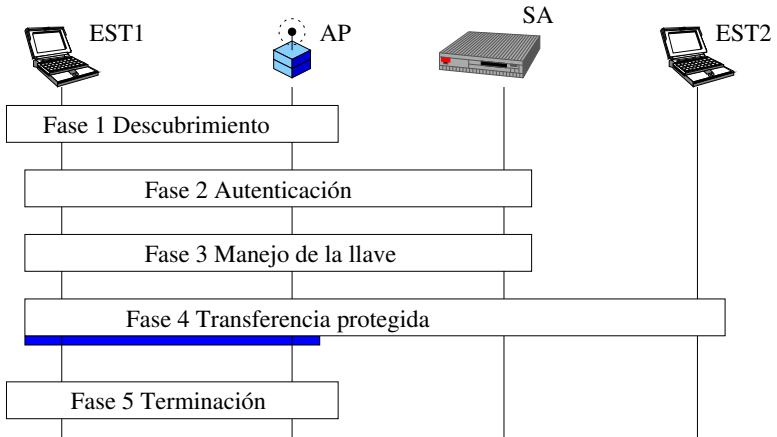 EST1
AP
SA
EST2
Fase 1 Descubrimiento
Fase 2 Autenticación
Fase 3 Manejo de la llave
Fase 4 Transferencia protegida
Fase 5 Terminación